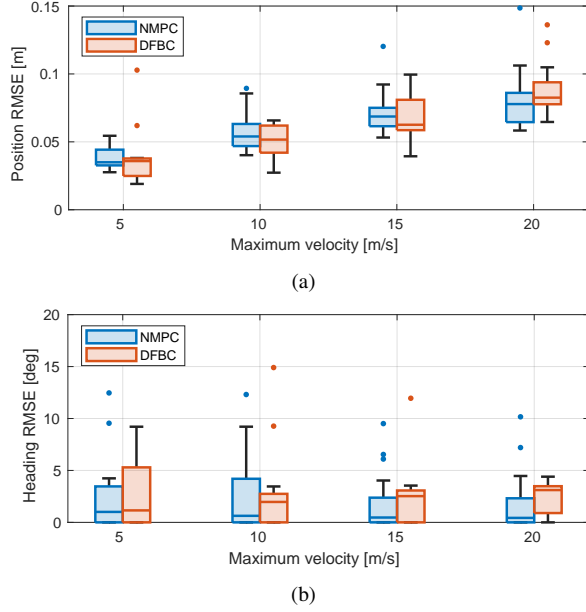 0.15
0.1
0.05
0
Position RMSE [m]
NMPC
DFBC
5 10 15 20
Maximum velocity [m/s]
(a)
20
15
10
5
0
Heading RMSE [deg]
NMPC
DFBC
5 10 15 20
Maximum velocity [m/s]
(b)